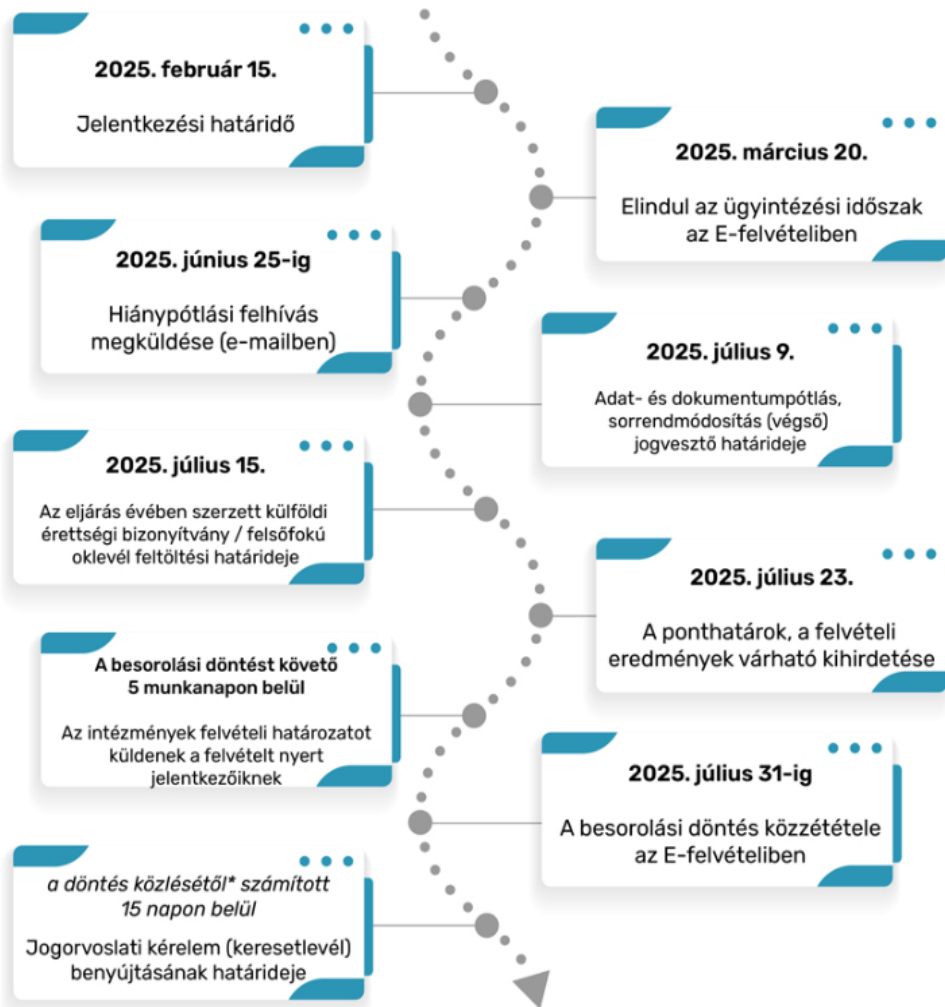 2025. február 15.
Jelentkezési határidő
2025. március 20.
Elindul az ügyintézési időszak
az E-felvételiben
2025. június 25-ig
Hiánypótlási felhívás
megküldése (e-mailben)
2025. július 9.
Adat- és dokumentumpótlás,
sorrendmódosítás (végső)
jogvesztő határideje
2025. július 15.
Az eljárás évében szerzett külföldi
érettségi bizonyítvány / felsőfokú
oklevél feltöltési határideje
2025. július 23.
A ponthatárok, a felvételi
eredmények várható kihirdetése
A besorolási döntést követő
5 munkanapon belül
Az intézmények felvételi határozatot
küldenek a felvételt nyert
jelentkezőiknek
2025. július 31-ig
A besorolási döntés közzététele
az E-felvételiben
a döntés közlésétől* számított
15 napon belül
Jogorvoslati kérelem (keresetlevél)
benyújtásának határideje